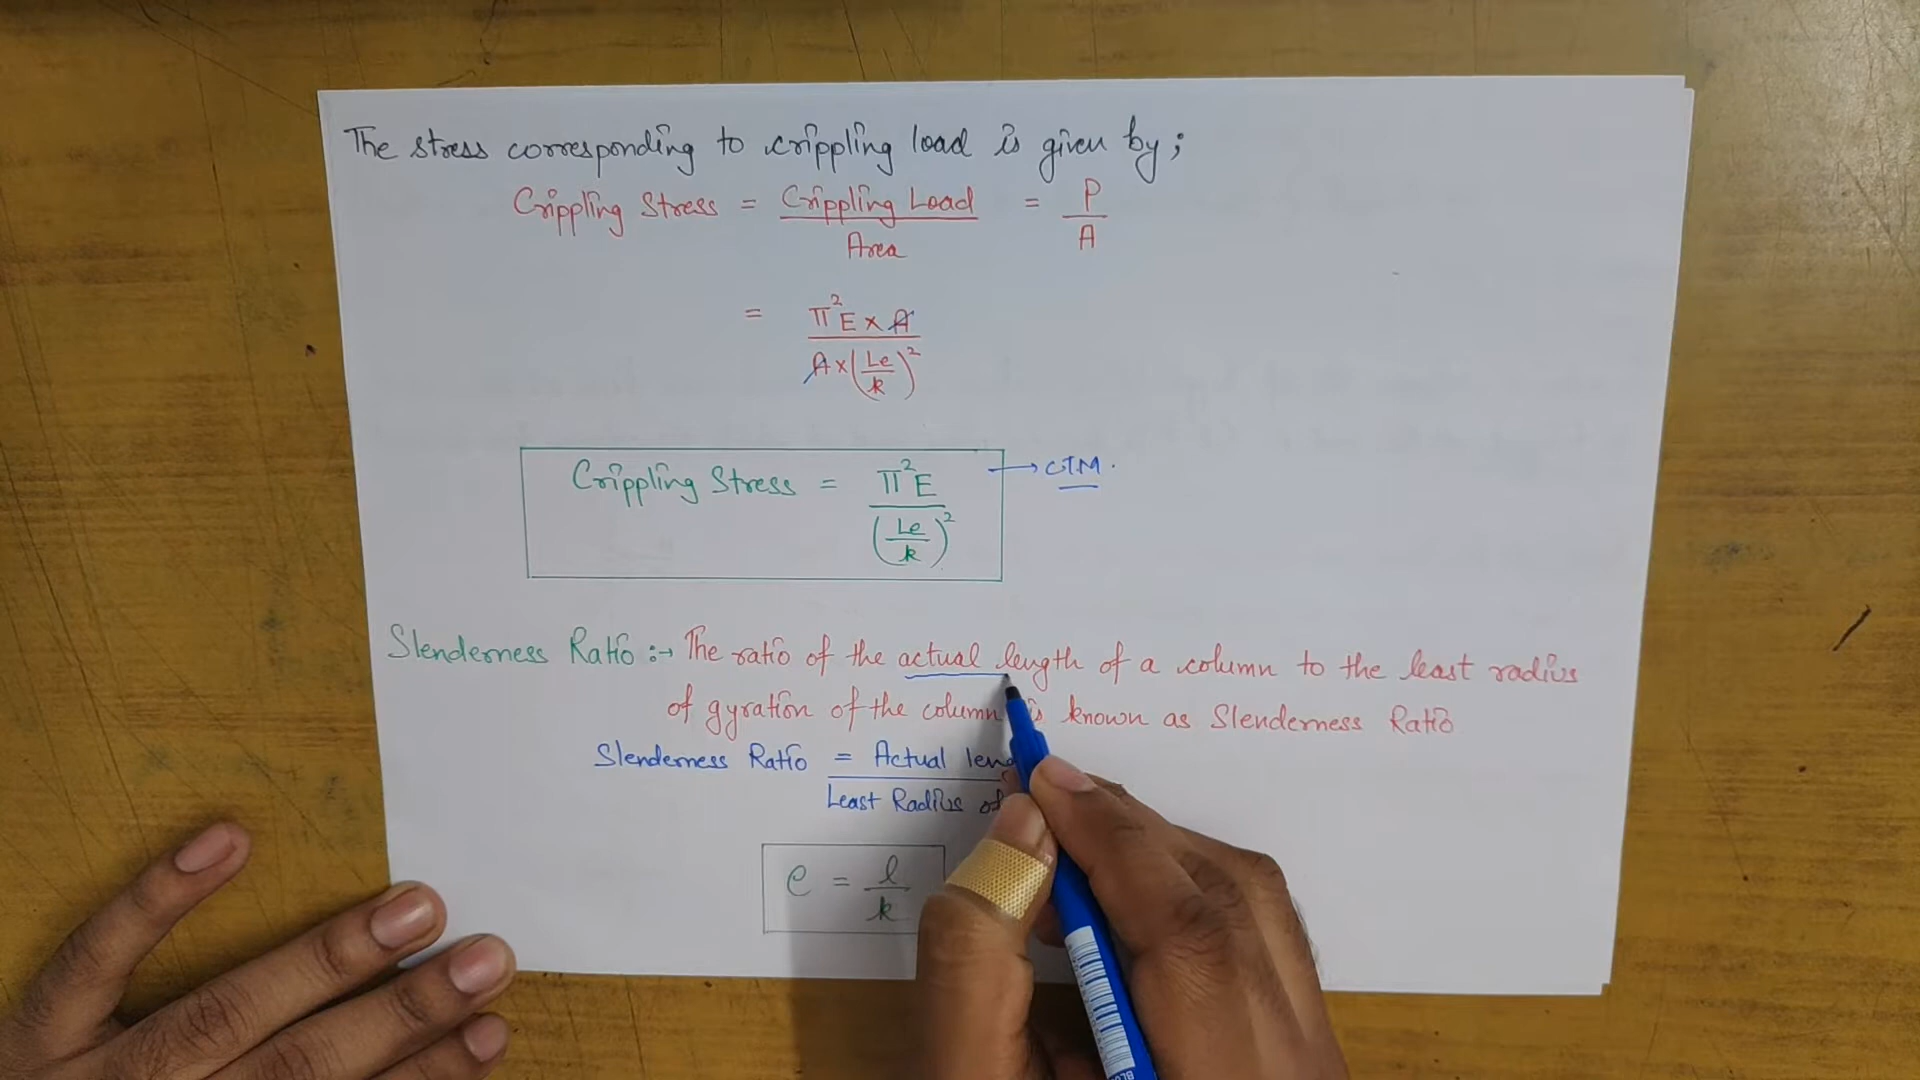 The stress corresponding to crippling load is given by;
Crippling Stress = Crippling Load / Area = P / A
= π²E × A / A × (Le/k)²
Crippling Stress = π²E / (Le/k)² → CTM.
Slenderness Ratio :→ The ratio of the actual length of a column to the least radius
of gyration of the column is known as Slenderness Ratio
Slenderness Ratio = Actual
Least Radius of
e = l / k